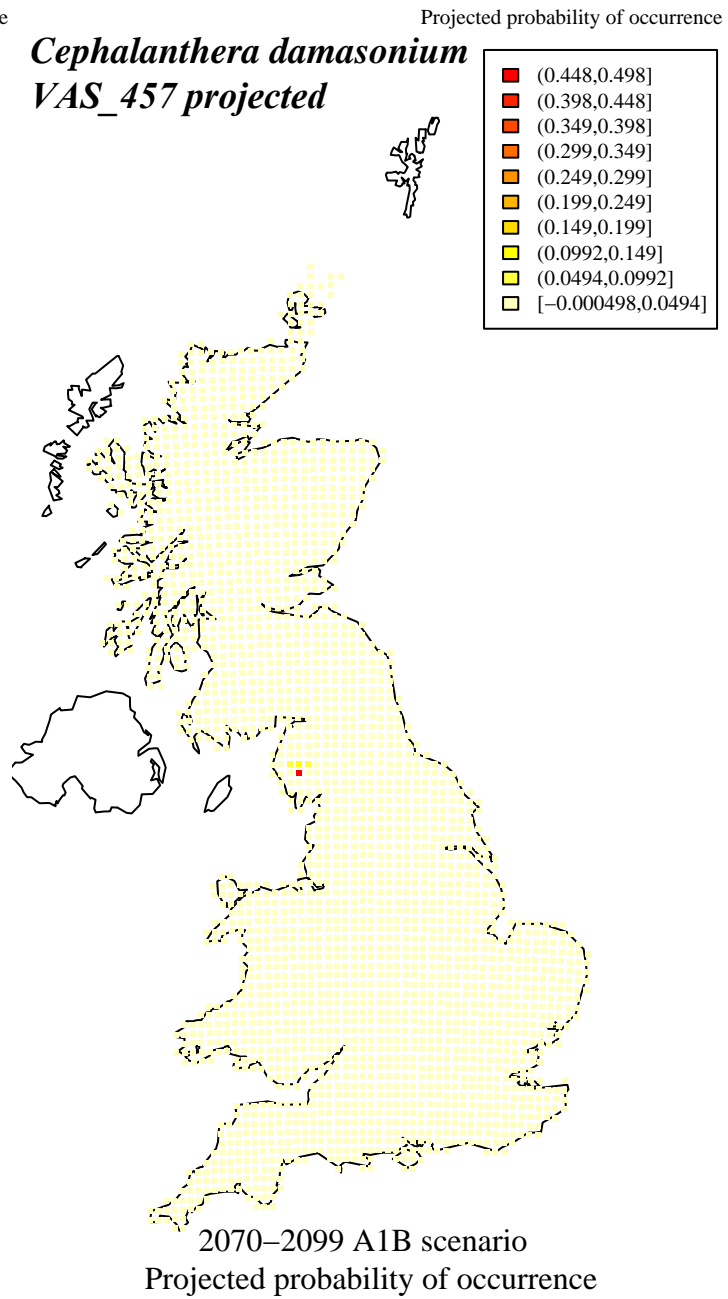 e
Projected probability of occurrence
Cephalanthera damasonium
VAS_457 projected
(0.448,0.498]
(0.398,0.448]
(0.349,0.398]
(0.299,0.349]
(0.249,0.299]
(0.199,0.249]
(0.149,0.199]
(0.0992,0.149]
(0.0494,0.0992]
[−0.000498,0.0494]
2070−2099 A1B scenario
Projected probability of occurrence